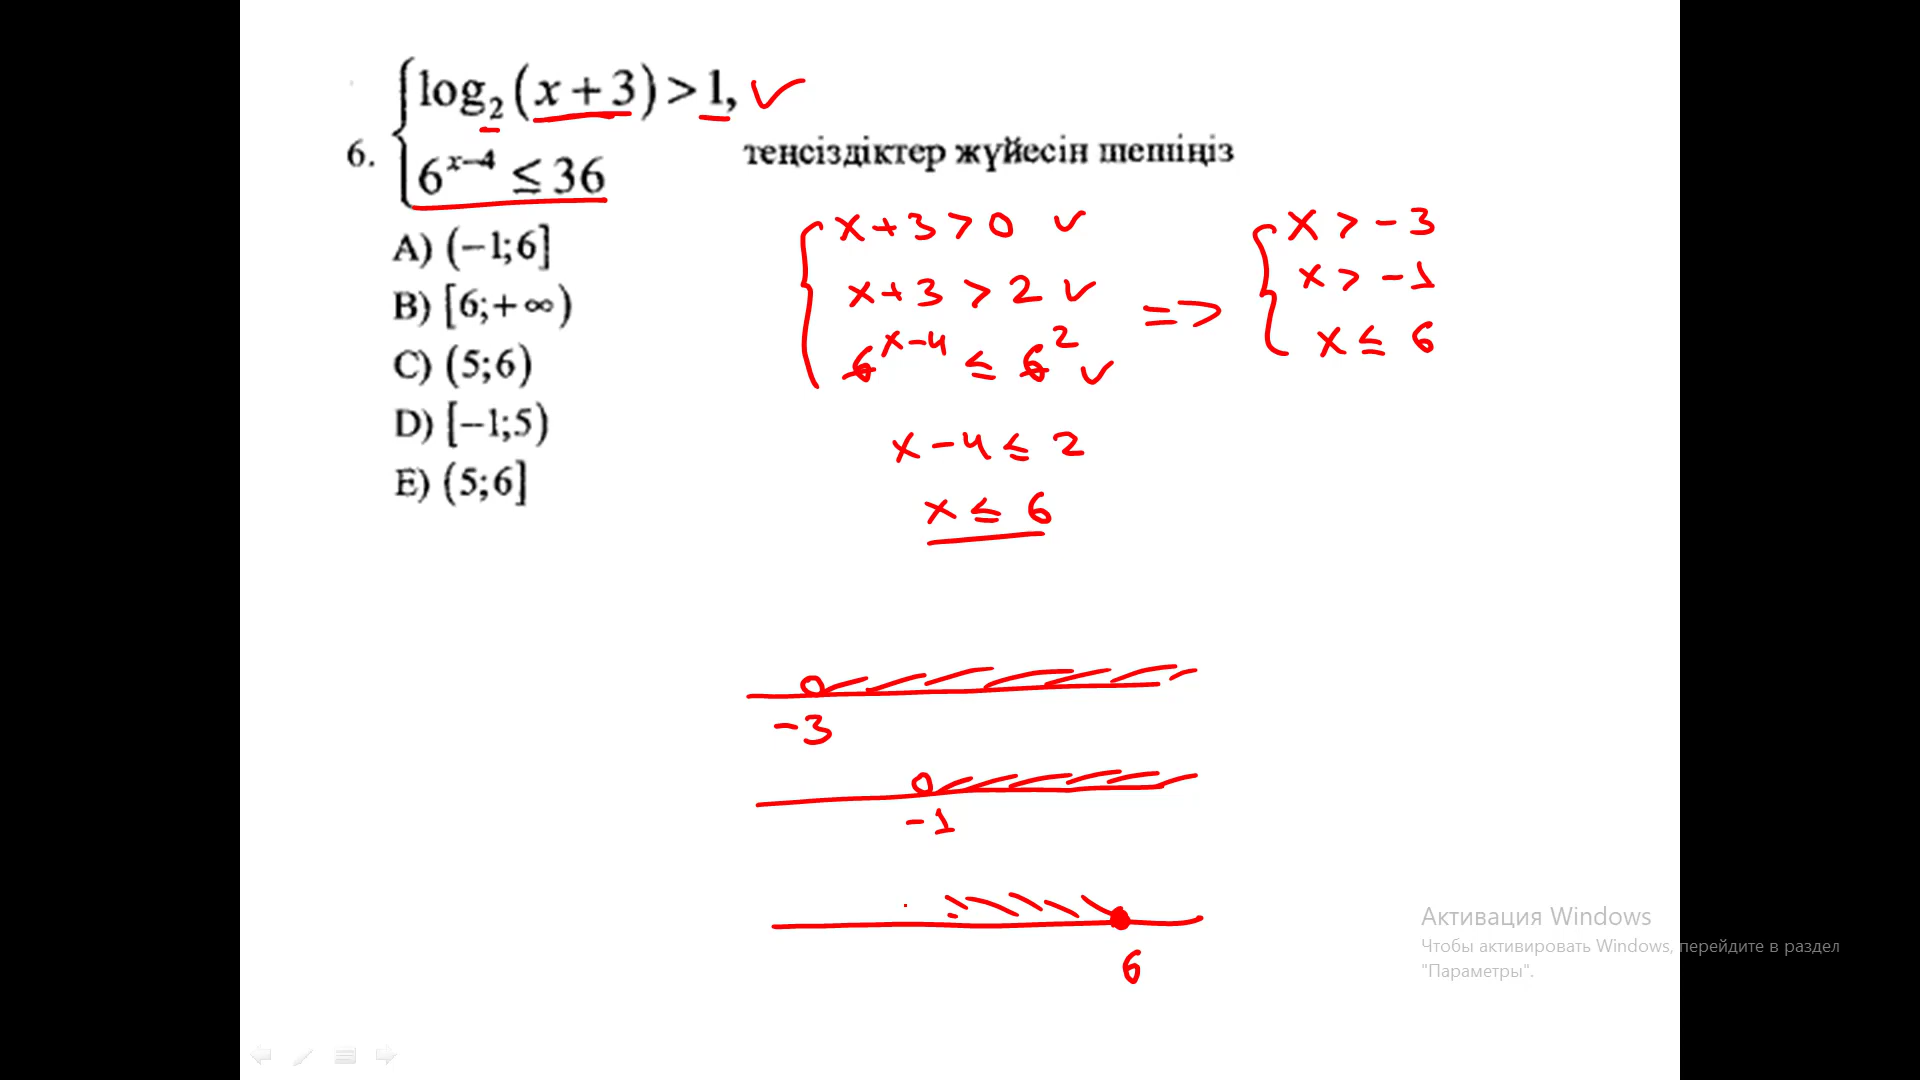 6. { log₂(x+3)>1,
6ˣ⁻⁴ ≤ 36
теңсіздіктер жүйесін шешіңіз
A) (−1;6]
B) [6;+∞)
C) (5;6)
D) [−1;5)
E) (5;6]
{ x+3>0
x+3>2
6ˣ⁻⁴ ≤ 6²
=>
{ x > -3
x > -1
x ≤ 6
x-4 ≤ 2
x ≤ 6
-3
-1
6
Активация Windows
Чтобы активировать Windows, перейдите в раздел
"Параметры".